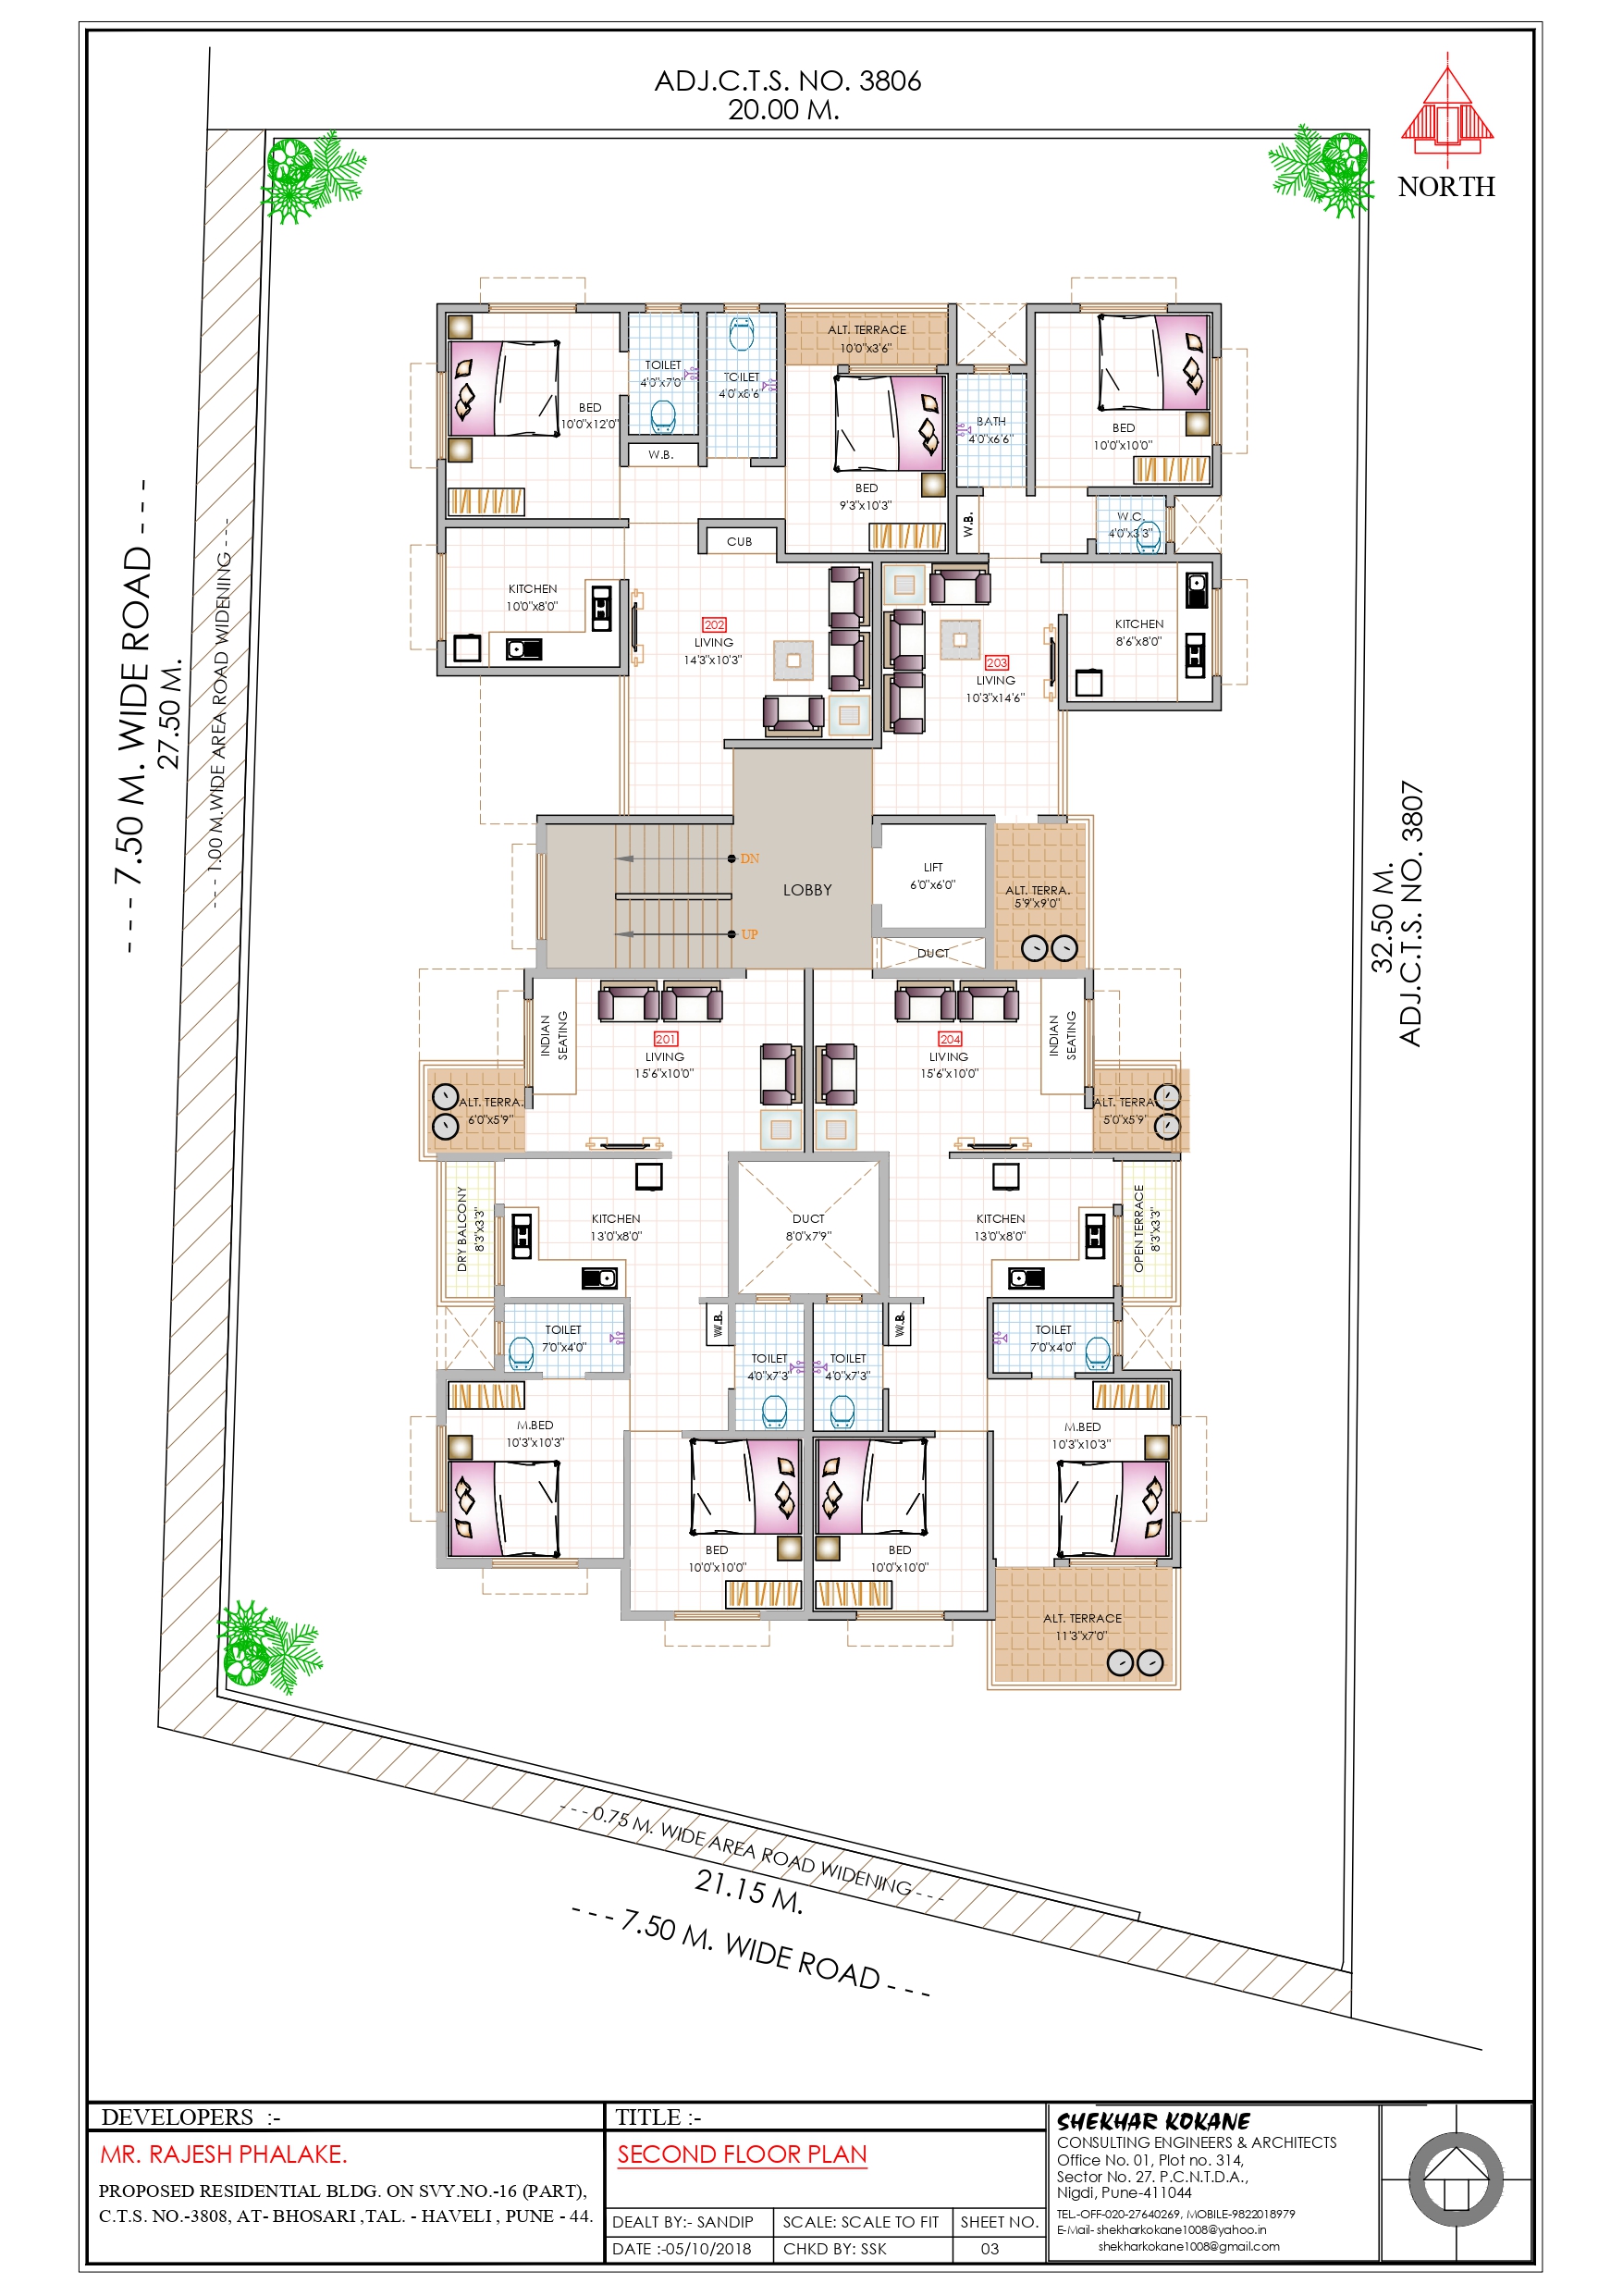 ADJ.C.T.S. NO. 3806
20.00 M.
NORTH
- - - 7.50 M. WIDE ROAD - - -
27.50 M.
- - - 1.00 M.WIDE AREA ROAD WIDENING - - -
32.50 M.
ADJ.C.T.S. NO. 3807
ALT. TERRACE
10'0"x3'6"
TOILET
4'0"x7'0"
TOILET
4'0"x8'6"
BED
10'0"x12'0"
W.B.
BED
9'3"x10'3"
BATH
4'0"x6'6"
BED
10'0"x10'0"
W.B.
W.C.
4'0"x3'3"
CUB
KITCHEN
10'0"x8'0"
202
LIVING
14'3"x10'3"
203
LIVING
10'3"x14'6"
KITCHEN
8'6"x8'0"
DN
UP
LOBBY
LIFT
6'0"x6'0"
ALT. TERRA.
5'9"x9'0"
DUCT
INDIAN
SEATING
201
LIVING
15'6"x10'0"
204
LIVING
15'6"x10'0"
INDIAN
SEATING
ALT. TERRA.
6'0"x5'9"
ALT. TERRA.
5'0"x5'9"
DRY BALCONY
8'3"x3'3"
KITCHEN
13'0"x8'0"
DUCT
8'0"x7'9"
KITCHEN
13'0"x8'0"
OPEN TERRACE
8'3"x3'3"
TOILET
7'0"x4'0"
W.B.
W.B.
TOILET
7'0"x4'0"
TOILET
4'0"x7'3"
TOILET
4'0"x7'3"
M.BED
10'3"x10'3"
M.BED
10'3"x10'3"
BED
10'0"x10'0"
BED
10'0"x10'0"
ALT. TERRACE
11'3"x7'0"
- - - 0.75 M. WIDE AREA ROAD WIDENING - - -
21.15 M.
- - - 7.50 M. WIDE ROAD - - -
DEVELOPERS :-
MR. RAJESH PHALAKE.
PROPOSED RESIDENTIAL BLDG. ON SVY.NO.-16 (PART),
C.T.S. NO.-3808, AT- BHOSARI ,TAL. - HAVELI , PUNE - 44.
TITLE :-
SECOND FLOOR PLAN
DEALT BY:- SANDIP
SCALE: SCALE TO FIT
SHEET NO.
DATE :-05/10/2018
CHKD BY: SSK
03
SHEKHAR KOKANE
CONSULTING ENGINEERS & ARCHITECTS
Office No. 01, Plot no. 314,
Sector No. 27. P.C.N.T.D.A.,
Nigdi, Pune-411044
TEL-OFF-020-27640269, MOBILE-9822018979
E-Mail- shekharkokane1008@yahoo.in
shekharkokane1008@gmail.com